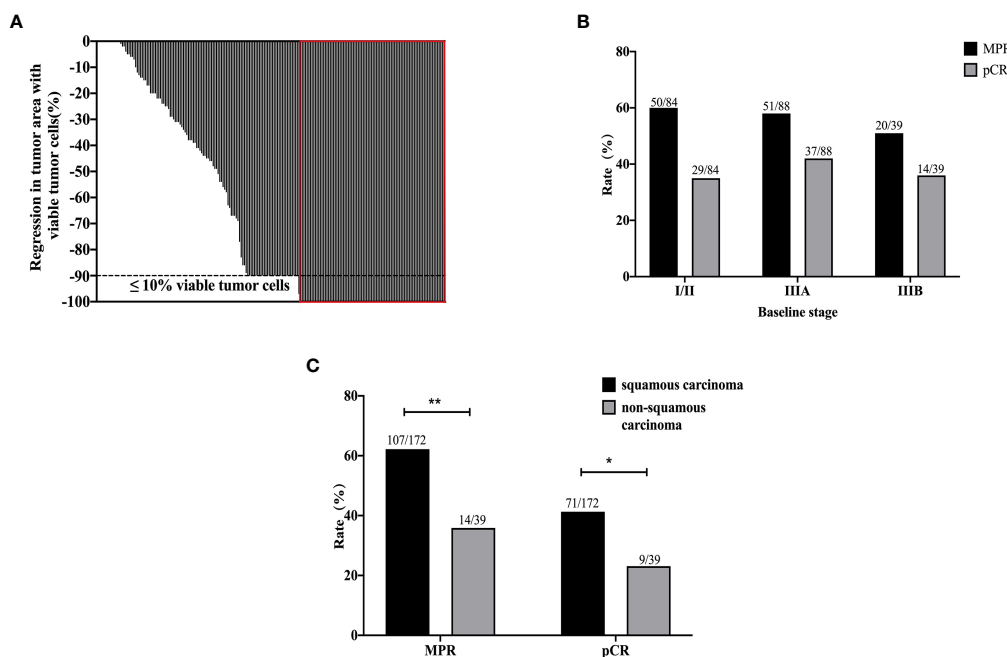 A
Regression in tumor area with
viable tumor cells(%)
0
-10
-20
-30
-40
-50
-60
-70
-80
-90
-100
≤ 10% viable tumor cells
B
Rate (%)
80
60
40
20
0
50/84
29/84
51/88
37/88
20/39
14/39
I/II
IIIA
IIIB
Baseline stage
MPR
pCR
C
Rate (%)
80
60
40
20
0
107/172
**
14/39
71/172
*
9/39
MPR
pCR
squamous carcinoma
non-squamous
carcinoma